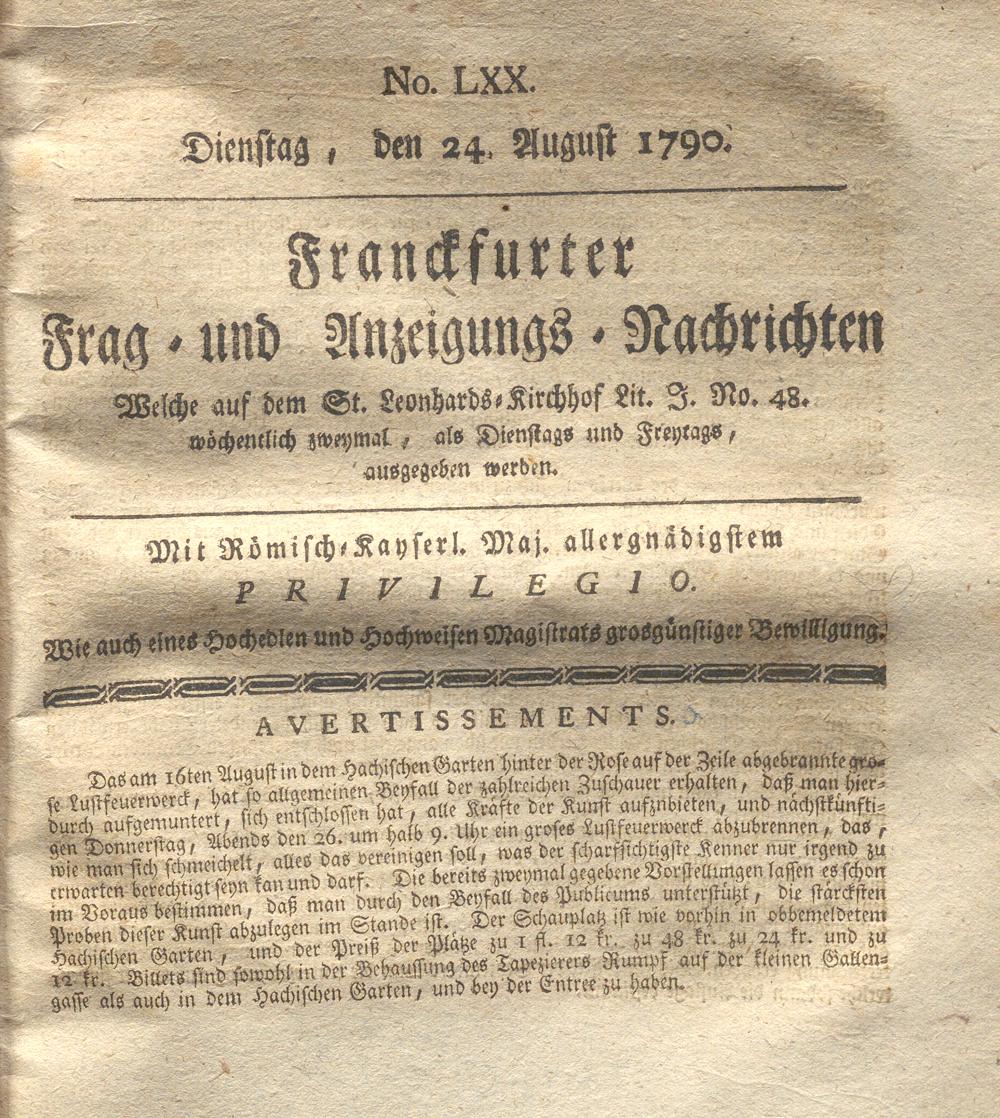 No. LXX.
Dienstag, den 24. August 1790.
Franckfurter
Frag- und Anzeigungs-Nachrichten
Welche auf dem St. Leonhards-Kirchhof Lit. J. No. 48.
wöchentlich zweymal, als Dienstags und Freytags,
ausgegeben werden.
Mit Römisch-Kayserl. Maj. allergnädigstem
PRIVILEGIO.
Wie auch eines Hochedlen und Hochweisen Magistrats grosgünstiger Bewilligung.
AVERTISSEMENTS.
Das am 16ten August in dem Hachischen Garten hinter der Rose auf der Zeile abgebrannte gro-
se Lustfeuerwerck, hat so allgemeinen Beyfall der zahlreichen Zuschauer erhalten, daß man hier-
durch aufgemuntert, sich entschlossen hat, alle Kräfte der Kunst aufznbieten, und nächstkünfti-
gen Donnerstag, Abends den 26. um halb 9. Uhr ein groses Lustfeuerwerck abzubrennen, das,
wie man sich schmeichelt, alles das vereinigen soll, was der scharfsichtigste Kenner nur irgend zu
erwarten berechtigt seyn kan und darf. Die bereits zweymal gegebene Vorstellungen lassen es schon
im Voraus bestimmen, daß man durch den Beyfall des Publicums unterstützt, die stärcksten
Proben dieser Kunst abzulegen im Stande ist. Der Schauplatz ist wie vorhin in obbemeldetem
Hachischen Garten, und der Preiß der Plätze zu 1 fl. 12 kr. zu 48 kr. zu 24 kr. und zu
12 kr. Billets sind sowohl in der Behaussung des Tapezierers Rumpf auf der kleinen Gallen-
gasse als auch in dem Hachischen Garten, und bey der Entree zu haben.